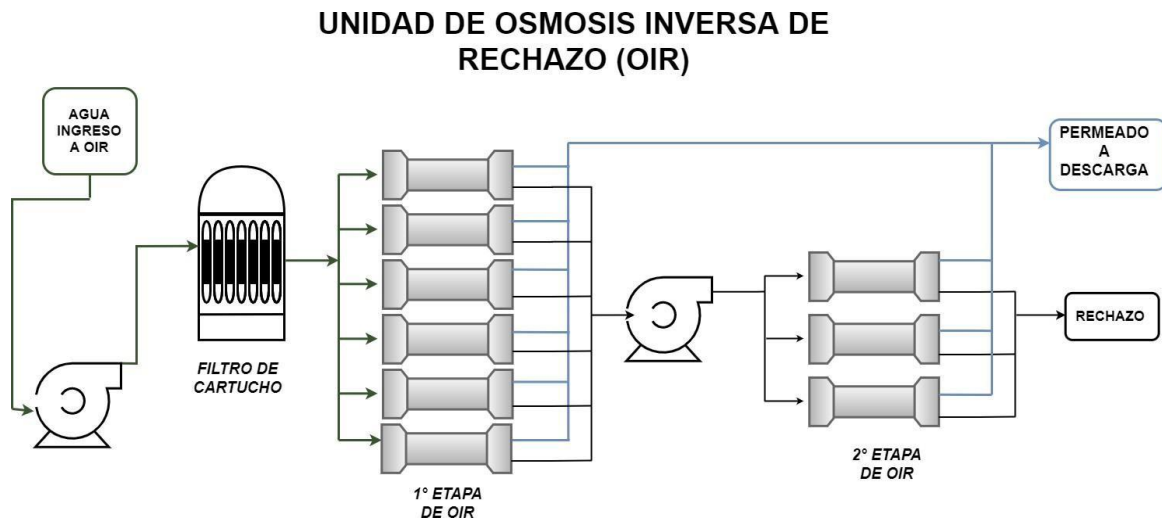 UNIDAD DE OSMOSIS INVERSA DE
RECHAZO (OIR)
AGUA
INGRESO
A OIR
PERMEADO
A
DESCARGA
FILTRO DE
CARTUCHO
RECHAZO
1° ETAPA
DE OIR
2° ETAPA
DE OIR